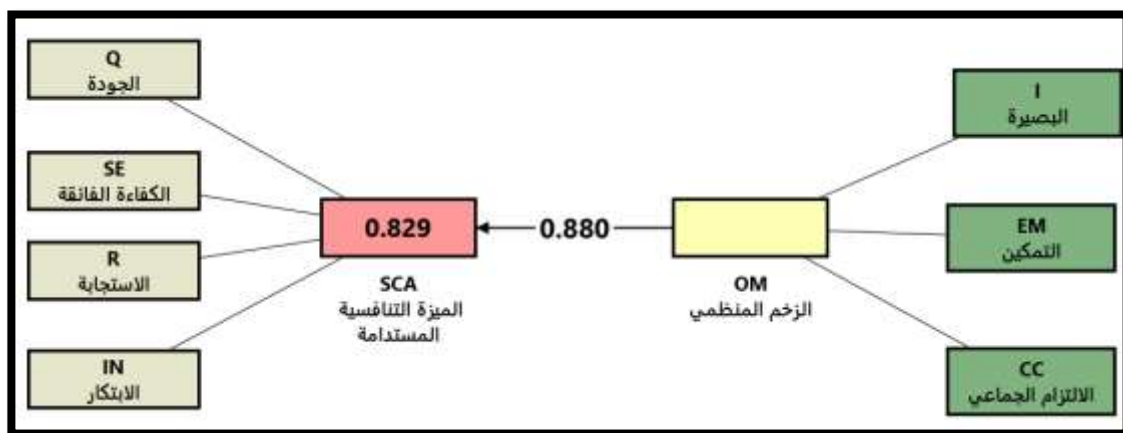 Q
الجودة
SE
الكفاءة الفائقة
R
الاستجابة
IN
الابتكار
0.829
SCA
الميزة التنافسية
المستدامة
0.880
OM
الزخم المنظمي
I
البصيرة
EM
التمكين
CC
الالتزام الجماعي